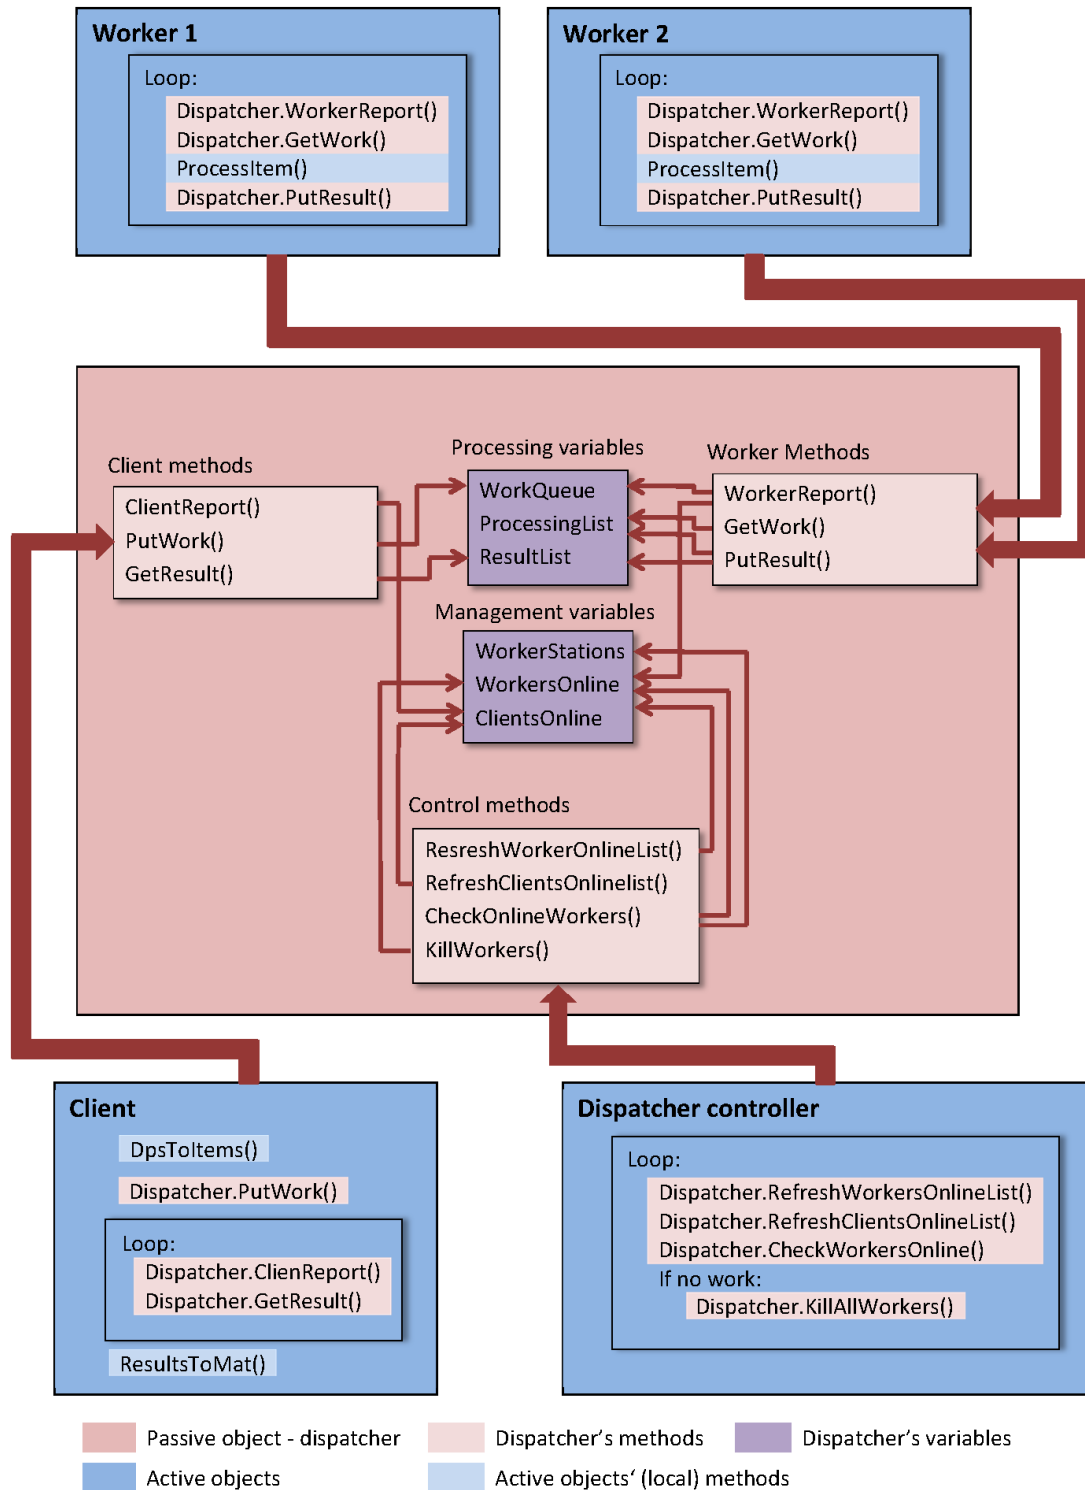 Worker 1
Loop:
Dispatcher.WorkerReport()
Dispatcher.GetWork()
ProcessItem()
Dispatcher.PutResult()
Worker 2
Loop:
Dispatcher.WorkerReport()
Dispatcher.GetWork()
ProcessItem()
Dispatcher.PutResult()
Client methods
ClientReport()
PutWork()
GetResult()
Processing variables
WorkQueue
ProcessingList
ResultList
Worker Methods
WorkerReport()
GetWork()
PutResult()
Management variables
WorkerStations
WorkersOnline
ClientsOnline
Control methods
ResreshWorkerOnlineList()
RefreshClientsOnlinelist()
CheckOnlineWorkers()
KillWorkers()
Client
DpsToItems()
Dispatcher.PutWork()
Loop:
Dispatcher.ClienReport()
Dispatcher.GetResult()
ResultsToMat()
Dispatcher controller
Loop:
Dispatcher.RefreshWorkersOnlineList()
Dispatcher.RefreshClientsOnlineList()
Dispatcher.CheckWorkersOnline()
If no work:
Dispatcher.KillAllWorkers()
Passive object - dispatcher
Dispatcher's methods
Dispatcher's variables
Active objects
Active objects‘ (local) methods